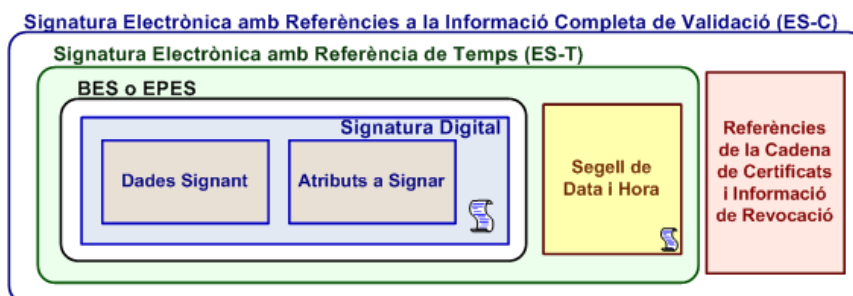 Signatura Electrònica amb Referències a la Informació Completa de Validació (ES-C)
Signatura Electrònica amb Referència de Temps (ES-T)
BES o EPES
Signatura Digital
Dades Signant
Atributs a Signar
Segell de
Data i Hora
Referències
de la Cadena
de Certificats
i Informació
de Revocació